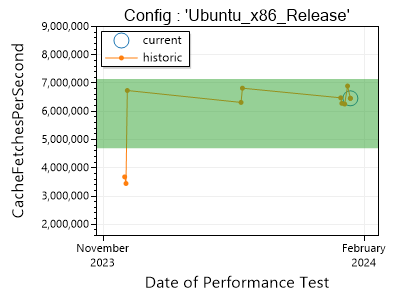 Config : 'Ubuntu_x86_Release'
9,000,000
8,000,000
7,000,000
6,000,000
5,000,000
4,000,000
3,000,000
2,000,000
CacheFetchesPerSecond
current
historic
November
2023
February
2024
Date of Performance Test